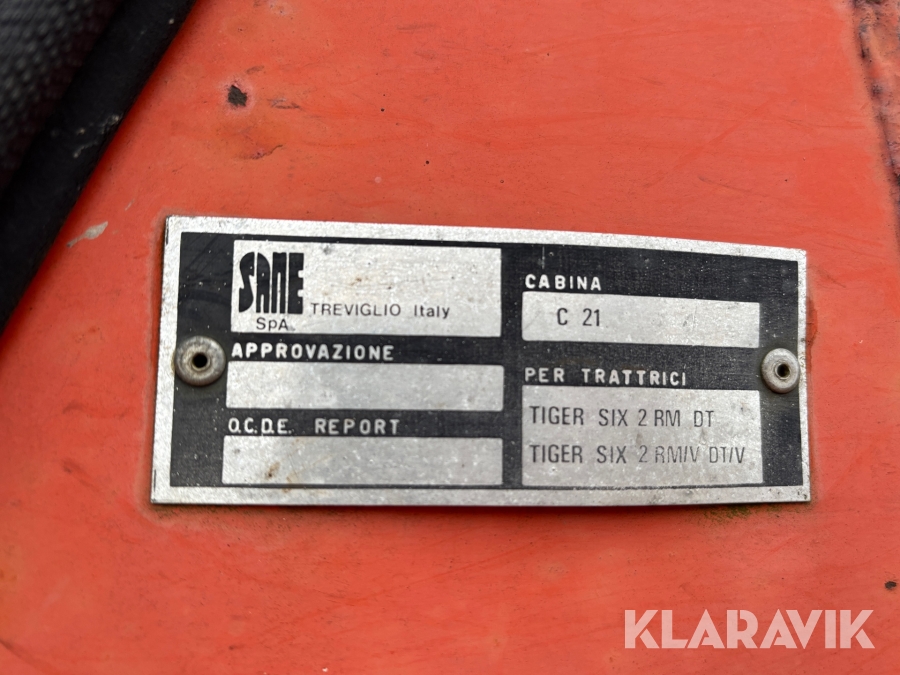 SAME
SpA.
TREVIGLIO Italy
APPROVAZIONE
O.C.D.E. REPORT
CABINA
C 21
PER TRATTRICI
TIGER SIX 2 RM DT
TIGER SIX 2 RM/V DT/V
KLARAVIK